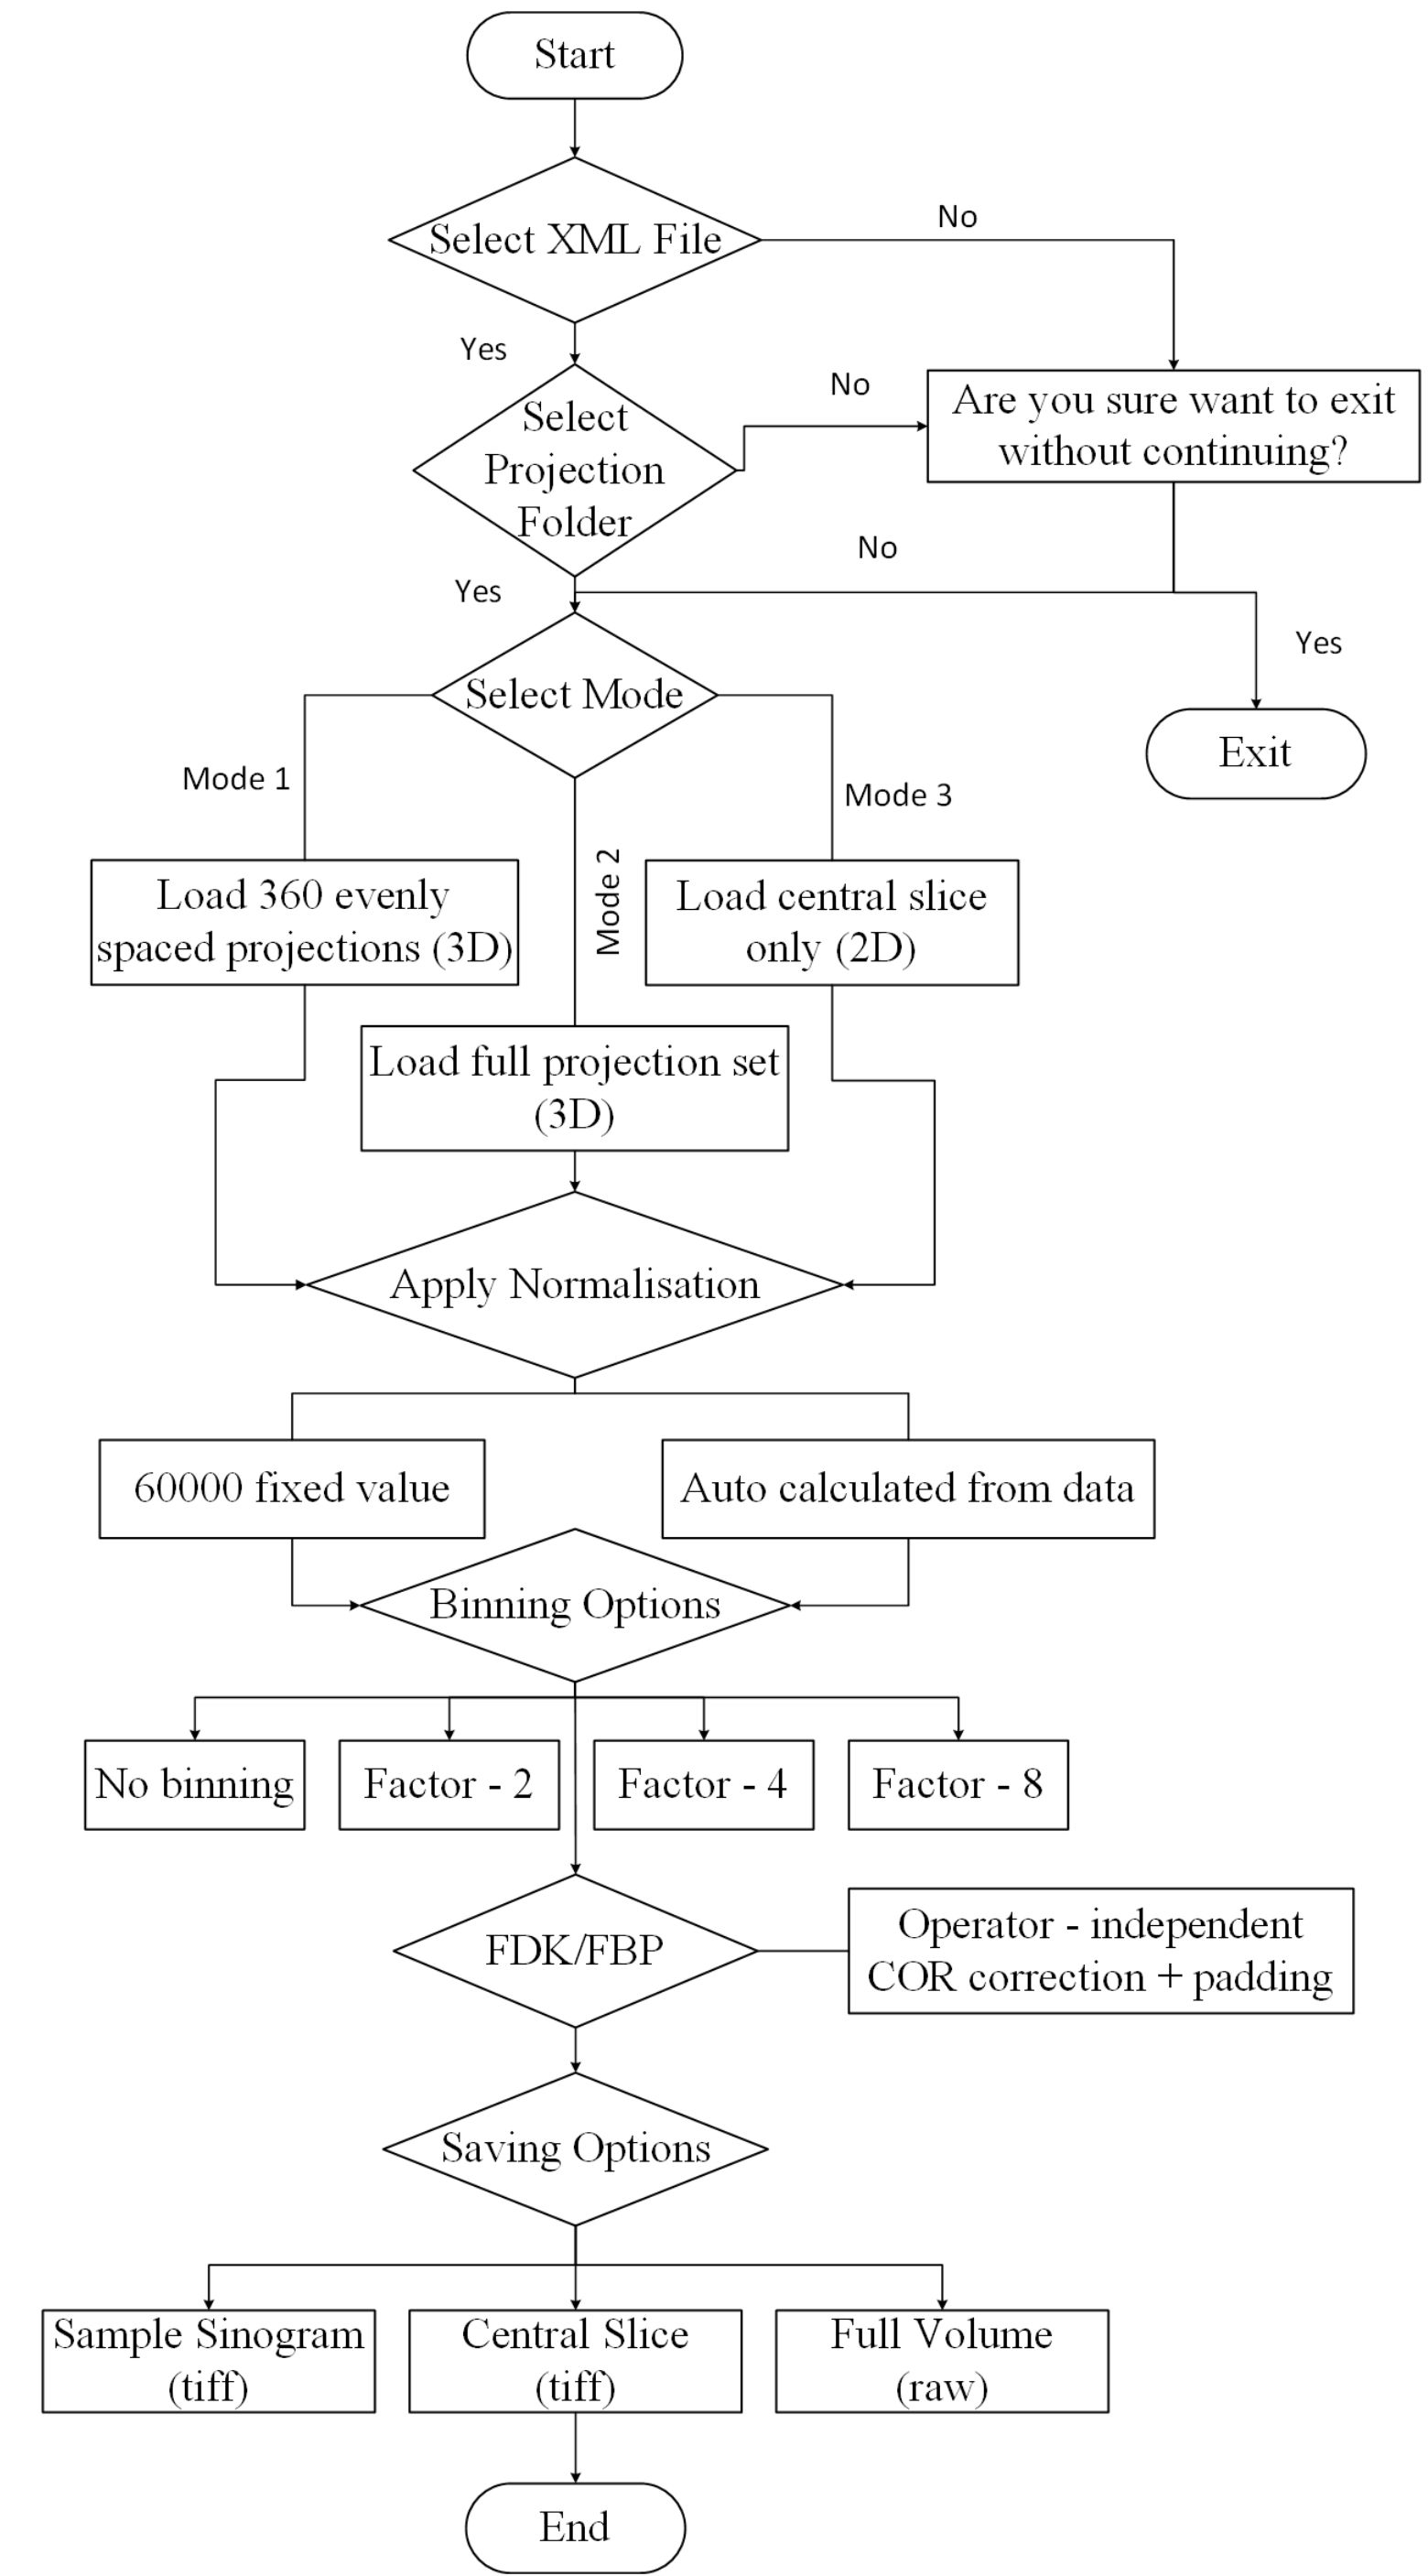 Start
Select XML File
No
Yes
Select
Projection
Folder
No
Are you sure want to exit
without continuing?
No
Yes
Yes
Select Mode
Exit
Mode 1
Mode 2
Mode 3
Load 360 evenly
spaced projections (3D)
Load central slice
only (2D)
Load full projection set
(3D)
Apply Normalisation
60000 fixed value
Auto calculated from data
Binning Options
No binning
Factor - 2
Factor - 4
Factor - 8
FDK/FBP
Operator - independent
COR correction + padding
Saving Options
Sample Sinogram
(tiff)
Central Slice
(tiff)
Full Volume
(raw)
End